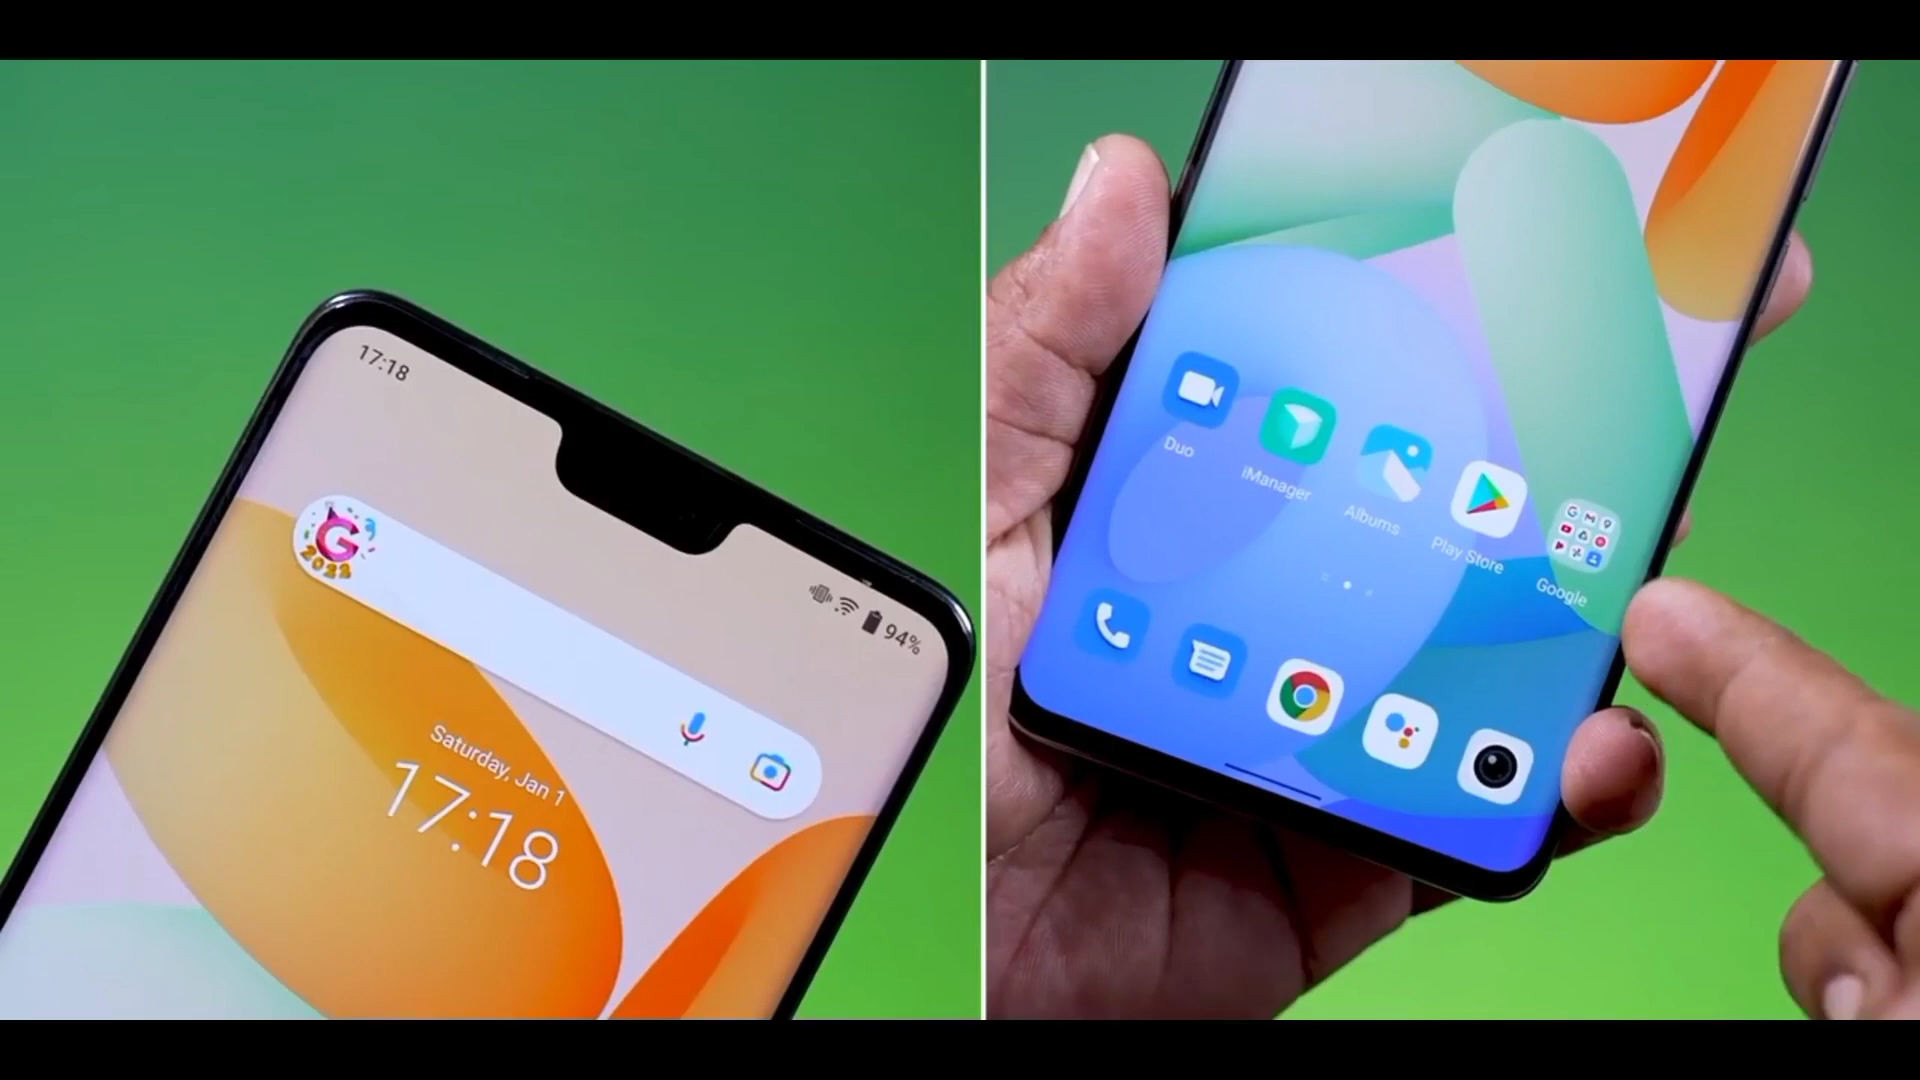 17:18
94%
G
2022
Saturday, Jan 1
17:18
Duo
iManager
Albums
Play Store
Google